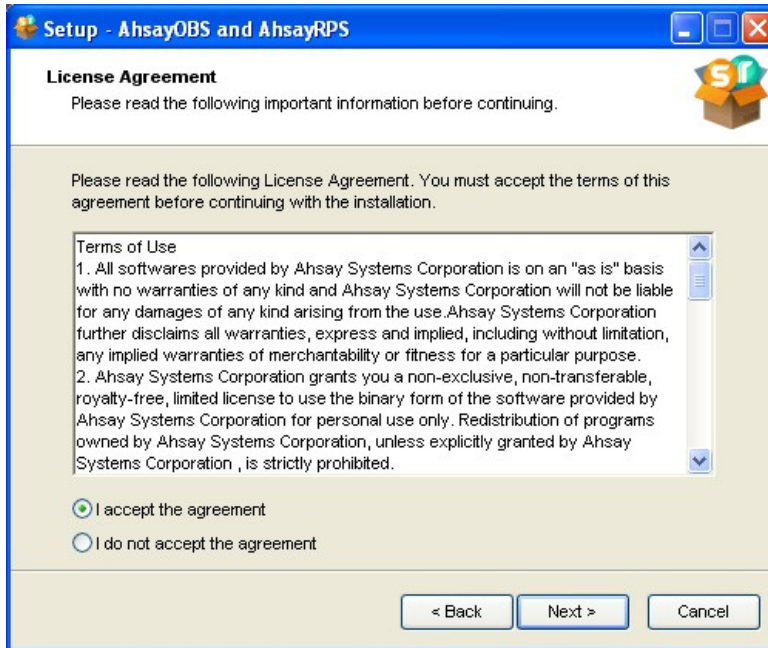 Setup - AhsayOBS and AhsayRPS
License Agreement
Please read the following important information before continuing.
Please read the following License Agreement. You must accept the terms of this
agreement before continuing with the installation.
Terms of Use
1. All softwares provided by Ahsay Systems Corporation is on an "as is" basis
with no warranties of any kind and Ahsay Systems Corporation will not be liable
for any damages of any kind arising from the use.Ahsay Systems Corporation
further disclaims all warranties, express and implied, including without limitation,
any implied warranties of merchantability or fitness for a particular purpose.
2. Ahsay Systems Corporation grants you a non-exclusive, non-transferable,
royalty-free, limited license to use the binary form of the software provided by
Ahsay Systems Corporation for personal use only. Redistribution of programs
owned by Ahsay Systems Corporation, unless explicitly granted by Ahsay
Systems Corporation , is strictly prohibited.
I accept the agreement
I do not accept the agreement
< Back Next > Cancel